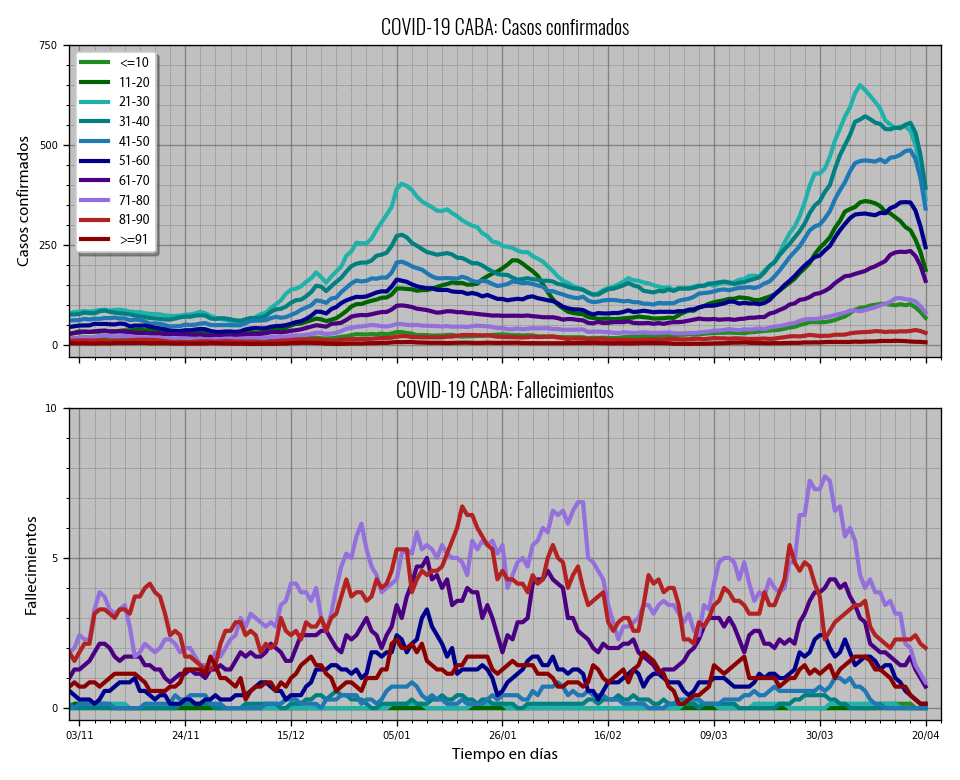 COVID-19 CABA: Casos confirmados
Casos confirmados
750
500
250
0
<=10
11-20
21-30
31-40
41-50
51-60
61-70
71-80
81-90
>=91
COVID-19 CABA: Fallecimientos
Fallecimientos
10
5
0
03/11 24/11 15/12 05/01 26/01 16/02 09/03 30/03 20/04
Tiempo en días